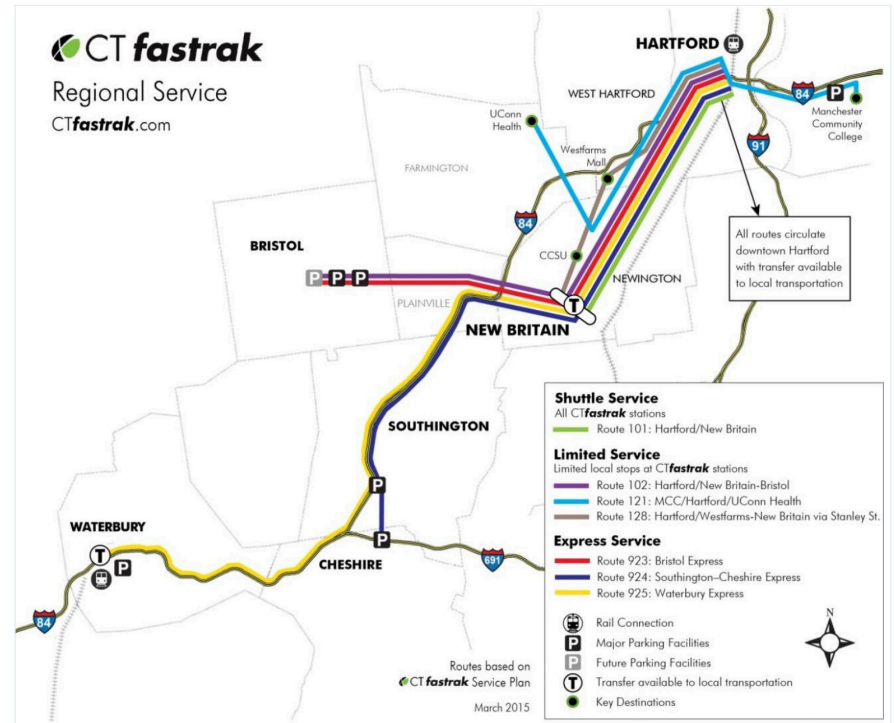 CTfastrak
Regional Service
CTfastrak.com
HARTFORD
WEST HARTFORD
UConn
Health
84
Manchester
Community
College
P
Westfarms
Mall
91
FARMINGTON
84
All routes circulate
downtown Hartford
with transfer available
to local transportation
BRISTOL
CCSU
NEWINGTON
P P P
PLAINVILLE
T
NEW BRITAIN
SOUTHINGTON
P
WATERBURY
T
P
P
CHESHIRE
691
84
Shuttle Service
All CTfastrak stations
Route 101: Hartford/New Britain
Limited Service
Limited local stops at CTfastrak stations
Route 102: Hartford/New Britain-Bristol
Route 121: MCC/Hartford/UConn Health
Route 128: Hartford/Westfarms-New Britain via Stanley St.
Express Service
Route 923: Bristol Express
Route 924: Southington–Cheshire Express
Route 925: Waterbury Express
Rail Connection
P Major Parking Facilities
P Future Parking Facilities
T Transfer available to local transportation
Key Destinations
N
Routes based on
CTfastrak Service Plan
March 2015